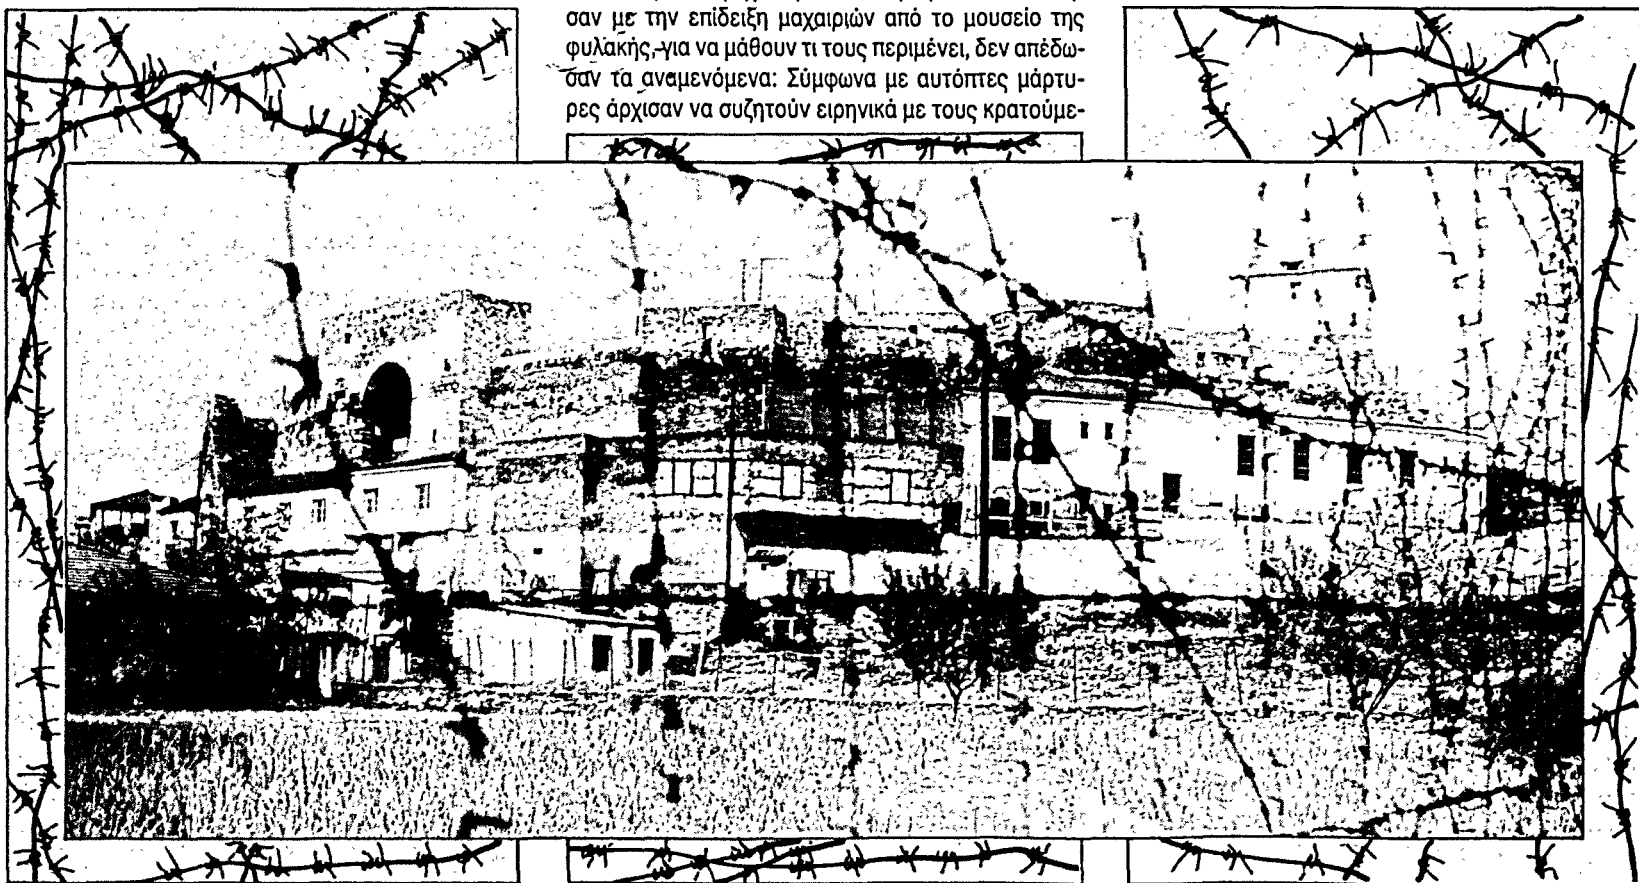 σαν με την επίδειξη μαχαιριών από το μουσείο της
φυλακής, για να μάθουν τι τους περιμένει, δεν απέδω-
σαν τα αναμενόμενα: Σύμφωνα με αυτόπτες μάρτυ-
ρες άρχισαν να συζητούν ειρηνικά με τους κρατούμε-